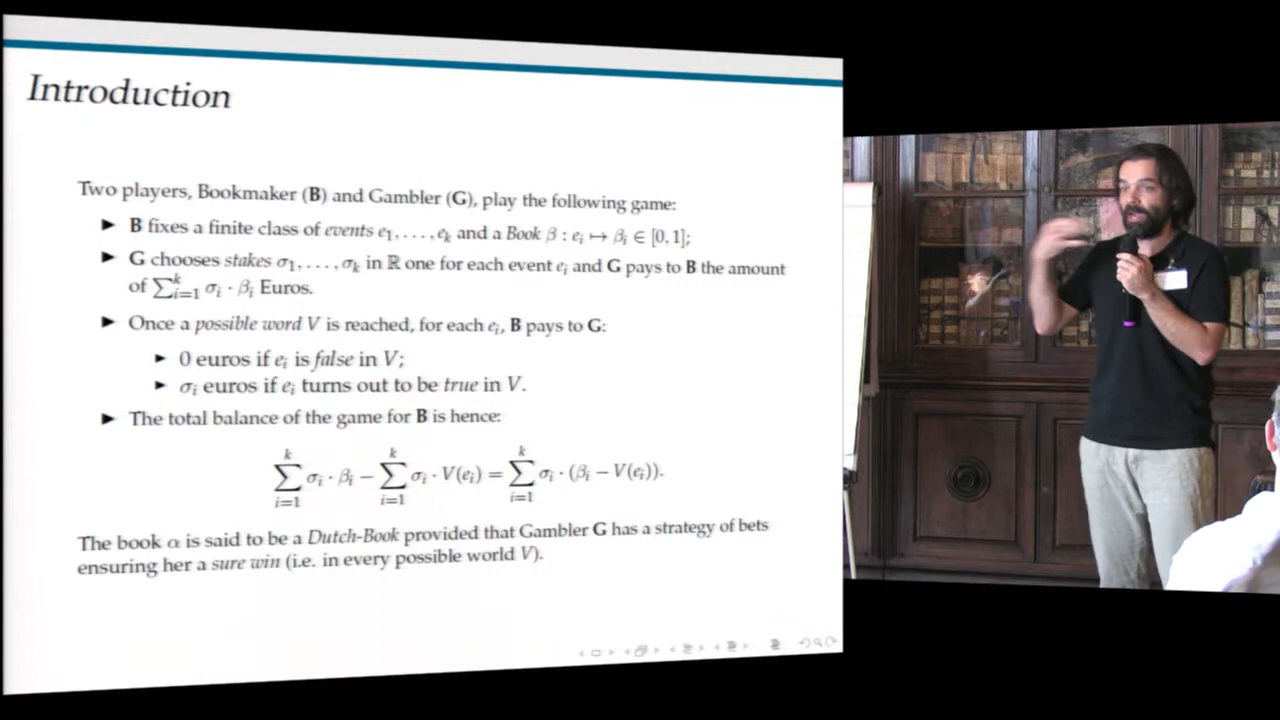 Introduction
Two players, Bookmaker (B) and Gambler (G), play the following game:
► B fixes a finite class of events e₁, . . . , eₖ and a Book β : eᵢ ↦ βᵢ ∈ [0, 1];
► G chooses stakes σ₁, . . . , σₖ in ℝ one for each event eᵢ and G pays to B the amount
of ∑ᵏᵢ₌₁ σᵢ · βᵢ Euros.
► Once a possible word V is reached, for each eᵢ, B pays to G:
► 0 euros if eᵢ is false in V;
► σᵢ euros if eᵢ turns out to be true in V.
► The total balance of the game for B is hence:
∑ᵏᵢ₌₁ σᵢ · βᵢ − ∑ᵏᵢ₌₁ σᵢ · V(eᵢ) = ∑ᵏᵢ₌₁ σᵢ · (βᵢ − V(eᵢ)).
The book α is said to be a Dutch-Book provided that Gambler G has a strategy of bets
ensuring her a sure win (i.e. in every possible world V).